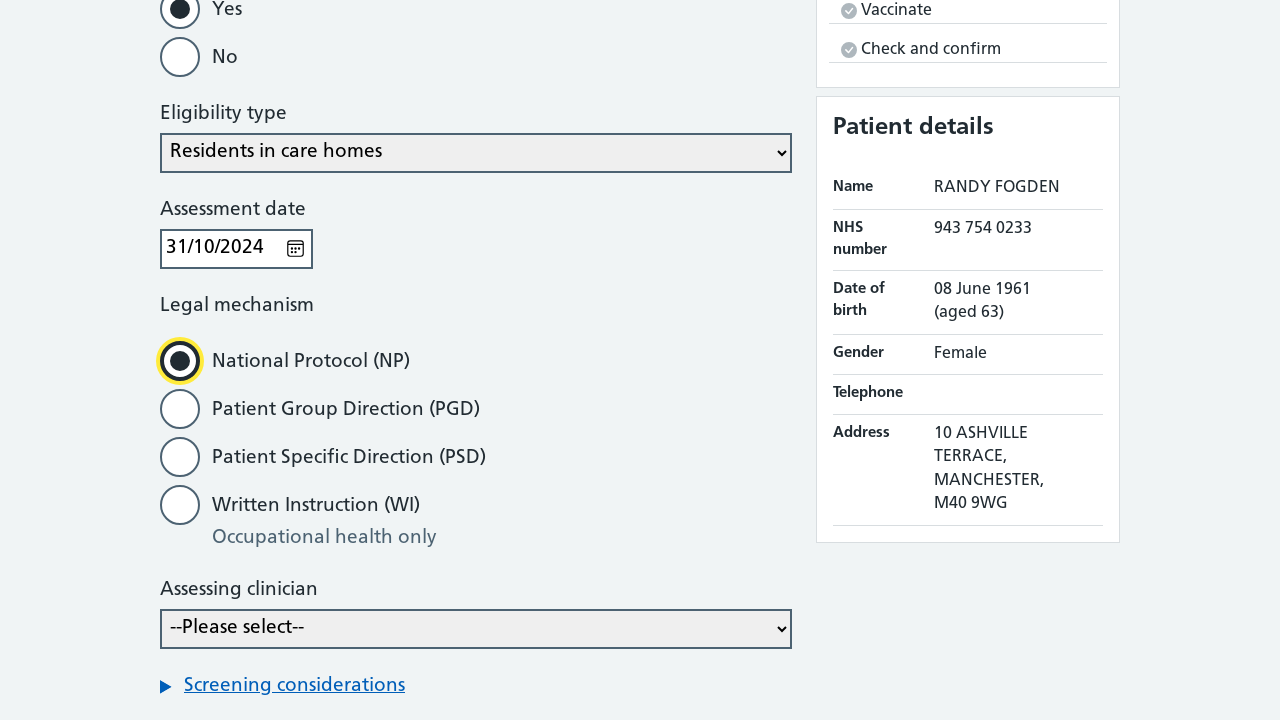 Yes
No
Eligibility type
Residents in care homes
Assessment date
31/10/2024
Legal mechanism
National Protocol (NP)
Patient Group Direction (PGD)
Patient Specific Direction (PSD)
Written Instruction (WI)
Occupational health only
Assessing clinician
--Please select--
Screening considerations
Vaccinate
Check and confirm
Patient details
Name RANDY FOGDEN
NHS number 943 754 0233
Date of birth 08 June 1961
(aged 63)
Gender Female
Telephone
Address 10 ASHVILLE
TERRACE,
MANCHESTER,
M40 9WG